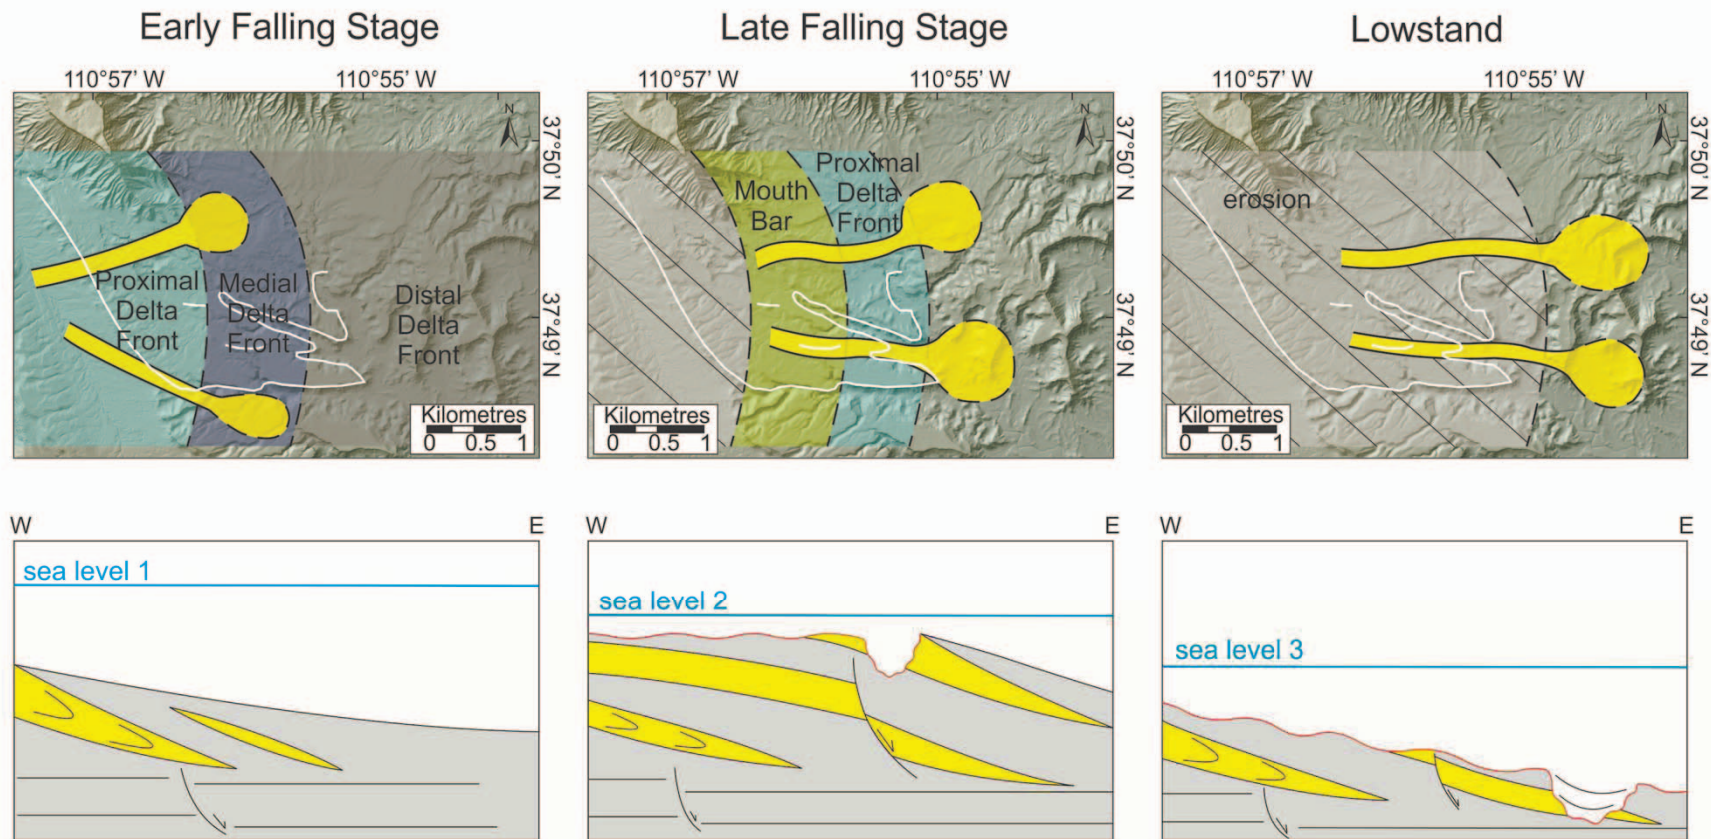 Early Falling Stage
Late Falling Stage
Lowstand
110°57' W
110°55' W
110°57' W
110°55' W
110°57' W
110°55' W
N
37°50' N
37°49' N
Proximal
Delta
Front
Medial
Delta
Front
Distal
Delta
Front
Kilometres
0 0.5 1
N
37°50' N
37°49' N
Mouth
Bar
Proximal
Delta
Front
Kilometres
0 0.5 1
N
37°50' N
37°49' N
erosion
Kilometres
0 0.5 1
W
E
sea level 1
W
E
sea level 2
W
E
sea level 3